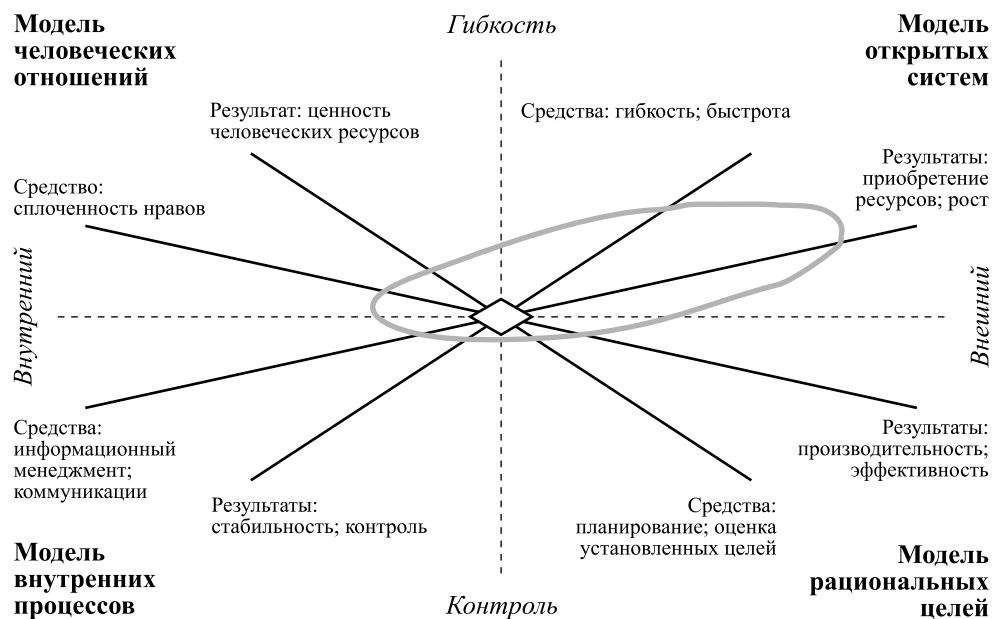 Модель
человеческих
отношений
Гибкость
Модель
открытых
систем
Результат: ценность
человеческих ресурсов
Средства: гибкость; быстрота
Результаты:
приобретение
ресурсов; рост
Средство:
сплоченность нравов
Внутренний
Внешний
Средства:
информационный
менеджмент;
коммуникации
Результаты:
производительность;
эффективность
Результаты:
стабильность; контроль
Средства:
планирование; оценка
установленных целей
Модель
внутренних
процессов
Контроль
Модель
рациональных
целей